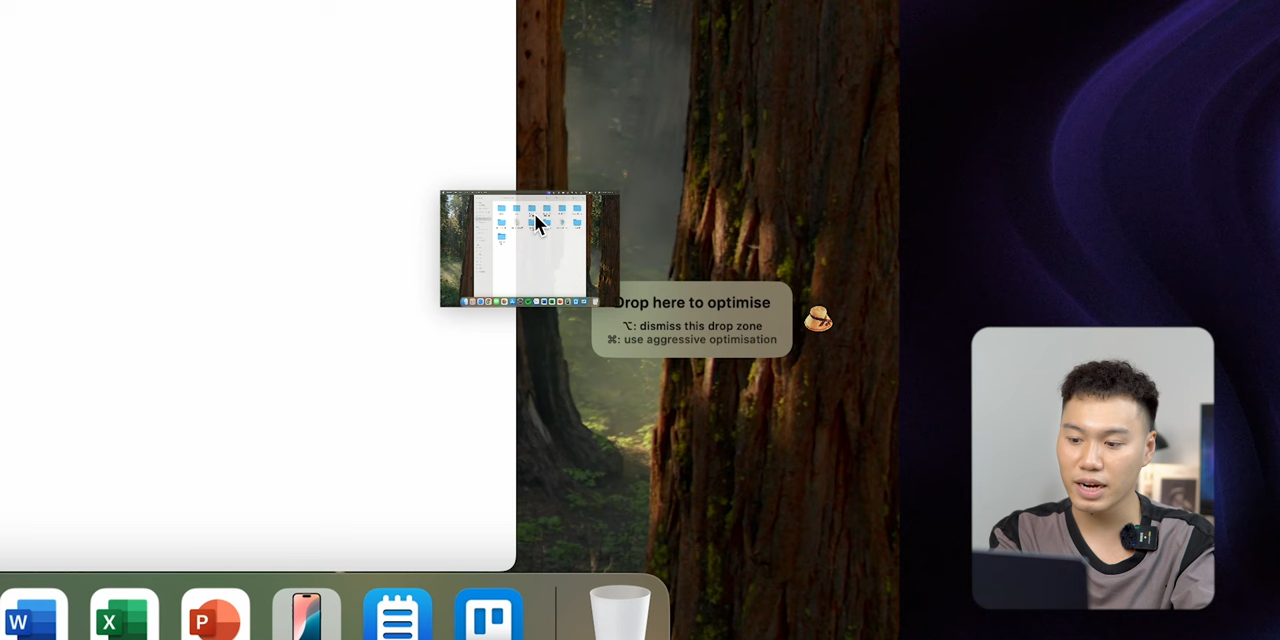 Drop here to optimise
⌥: dismiss this drop zone
⌘: use aggressive optimisation
W
X
P